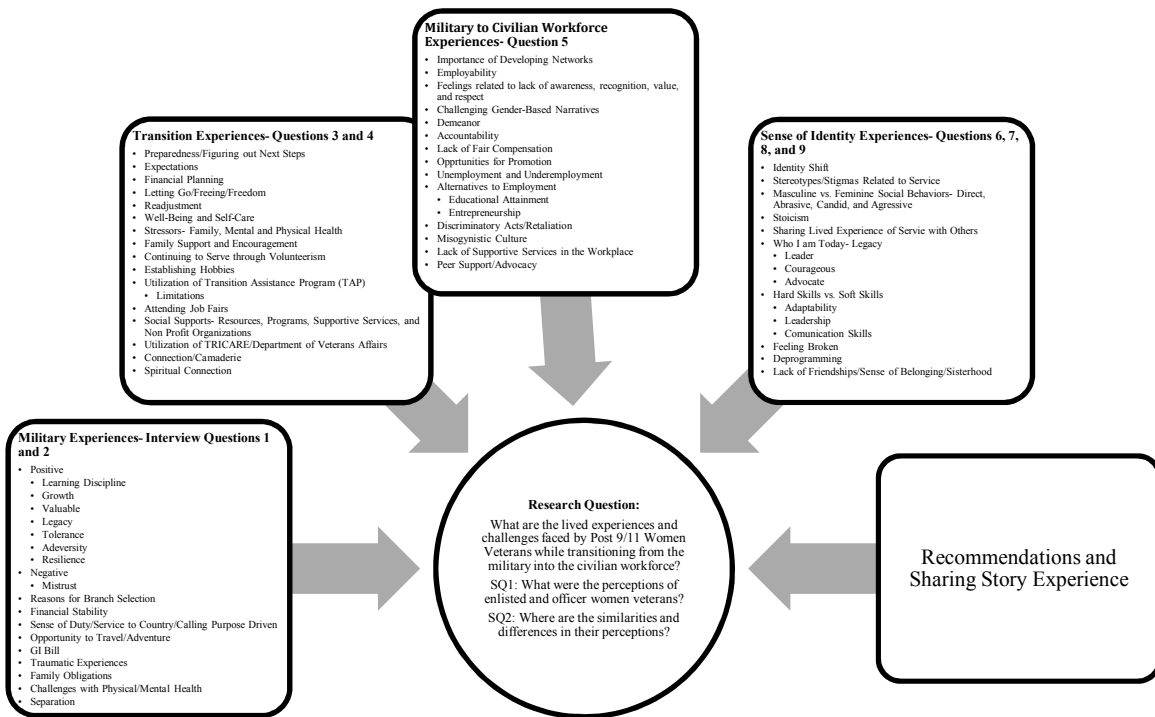 Military to Civilian Workforce
Experiences- Question 5
• Importance of Developing Networks
• Employability
• Feelings related to lack of awareness, recognition, value,
and respect
• Challenging Gender-Based Narratives
• Demeanor
• Accountability
• Lack of Fair Compensation
• Opprtunities for Promotion
• Unemployment and Underemployment
• Alternatives to Employment
• Educational Attainment
• Entrepreneurship
• Discriminatory Acts/Retaliation
• Misogynistic Culture
• Lack of Supportive Services in the Workplace
• Peer Support/Advocacy
Transition Experiences- Questions 3 and 4
• Preparedness/Figuring out Next Steps
• Expectations
• Financial Planning
• Letting Go/Freeing/Freedom
• Readjustment
• Well-Being and Self-Care
• Stressors- Family, Mental and Physical Health
• Family Support and Encouragement
• Continuing to Serve through Volunteerism
• Establishing Hobbies
• Utilization of Transition Assistance Program (TAP)
• Limitations
• Attending Job Fairs
• Social Supports- Resources, Programs, Supportive Services, and
Non Profit Organizations
• Utilization of TRICARE/Department of Veterans Affairs
• Connection/Camaderie
• Spiritual Connection
Sense of Identity Experiences- Questions 6, 7,
8, and 9
• Identity Shift
• Stereotypes/Stigmas Related to Service
• Masculine vs. Feminine Social Behaviors- Direct,
Abrasive, Candid, and Agressive
• Stoicism
• Sharing Lived Experience of Servie with Others
• Who I am Today- Legacy
• Leader
• Courageous
• Advocate
• Hard Skills vs. Soft Skills
• Adaptability
• Leadership
• Comunication Skills
• Feeling Broken
• Deprogramming
• Lack of Friendships/Sense of Belonging/Sisterhood
Military Experiences- Interview Questions 1
and 2
• Positive
• Learning Discipline
• Growth
• Valuable
• Legacy
• Tolerance
• Adeversity
• Resilience
• Negative
• Mistrust
• Reasons for Branch Selection
• Financial Stability
• Sense of Duty/Service to Country/Calling Purpose Driven
• Opportunity to Travel/Adventure
• GI Bill
• Traumatic Experiences
• Family Obligations
• Challenges with Physical/Mental Health
• Separation
Research Question:
What are the lived experiences and
challenges faced by Post 9/11 Women
Veterans while transitioning from the
military into the civilian workforce?
SQ1: What were the perceptions of
enlisted and officer women veterans?
SQ2: Where are the similarities and
differences in their perceptions?
Recommendations and
Sharing Story Experience